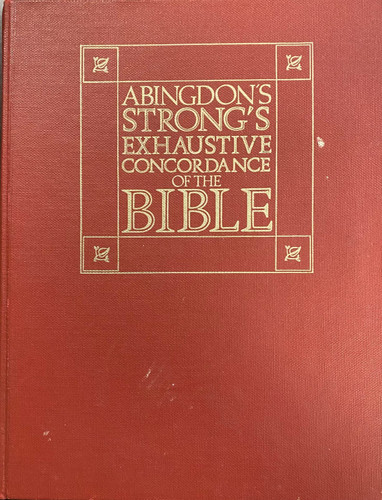 ABINGDON'S
STRONG'S
EXHAUSTIVE
CONCORDANCE
OF THE
BIBLE